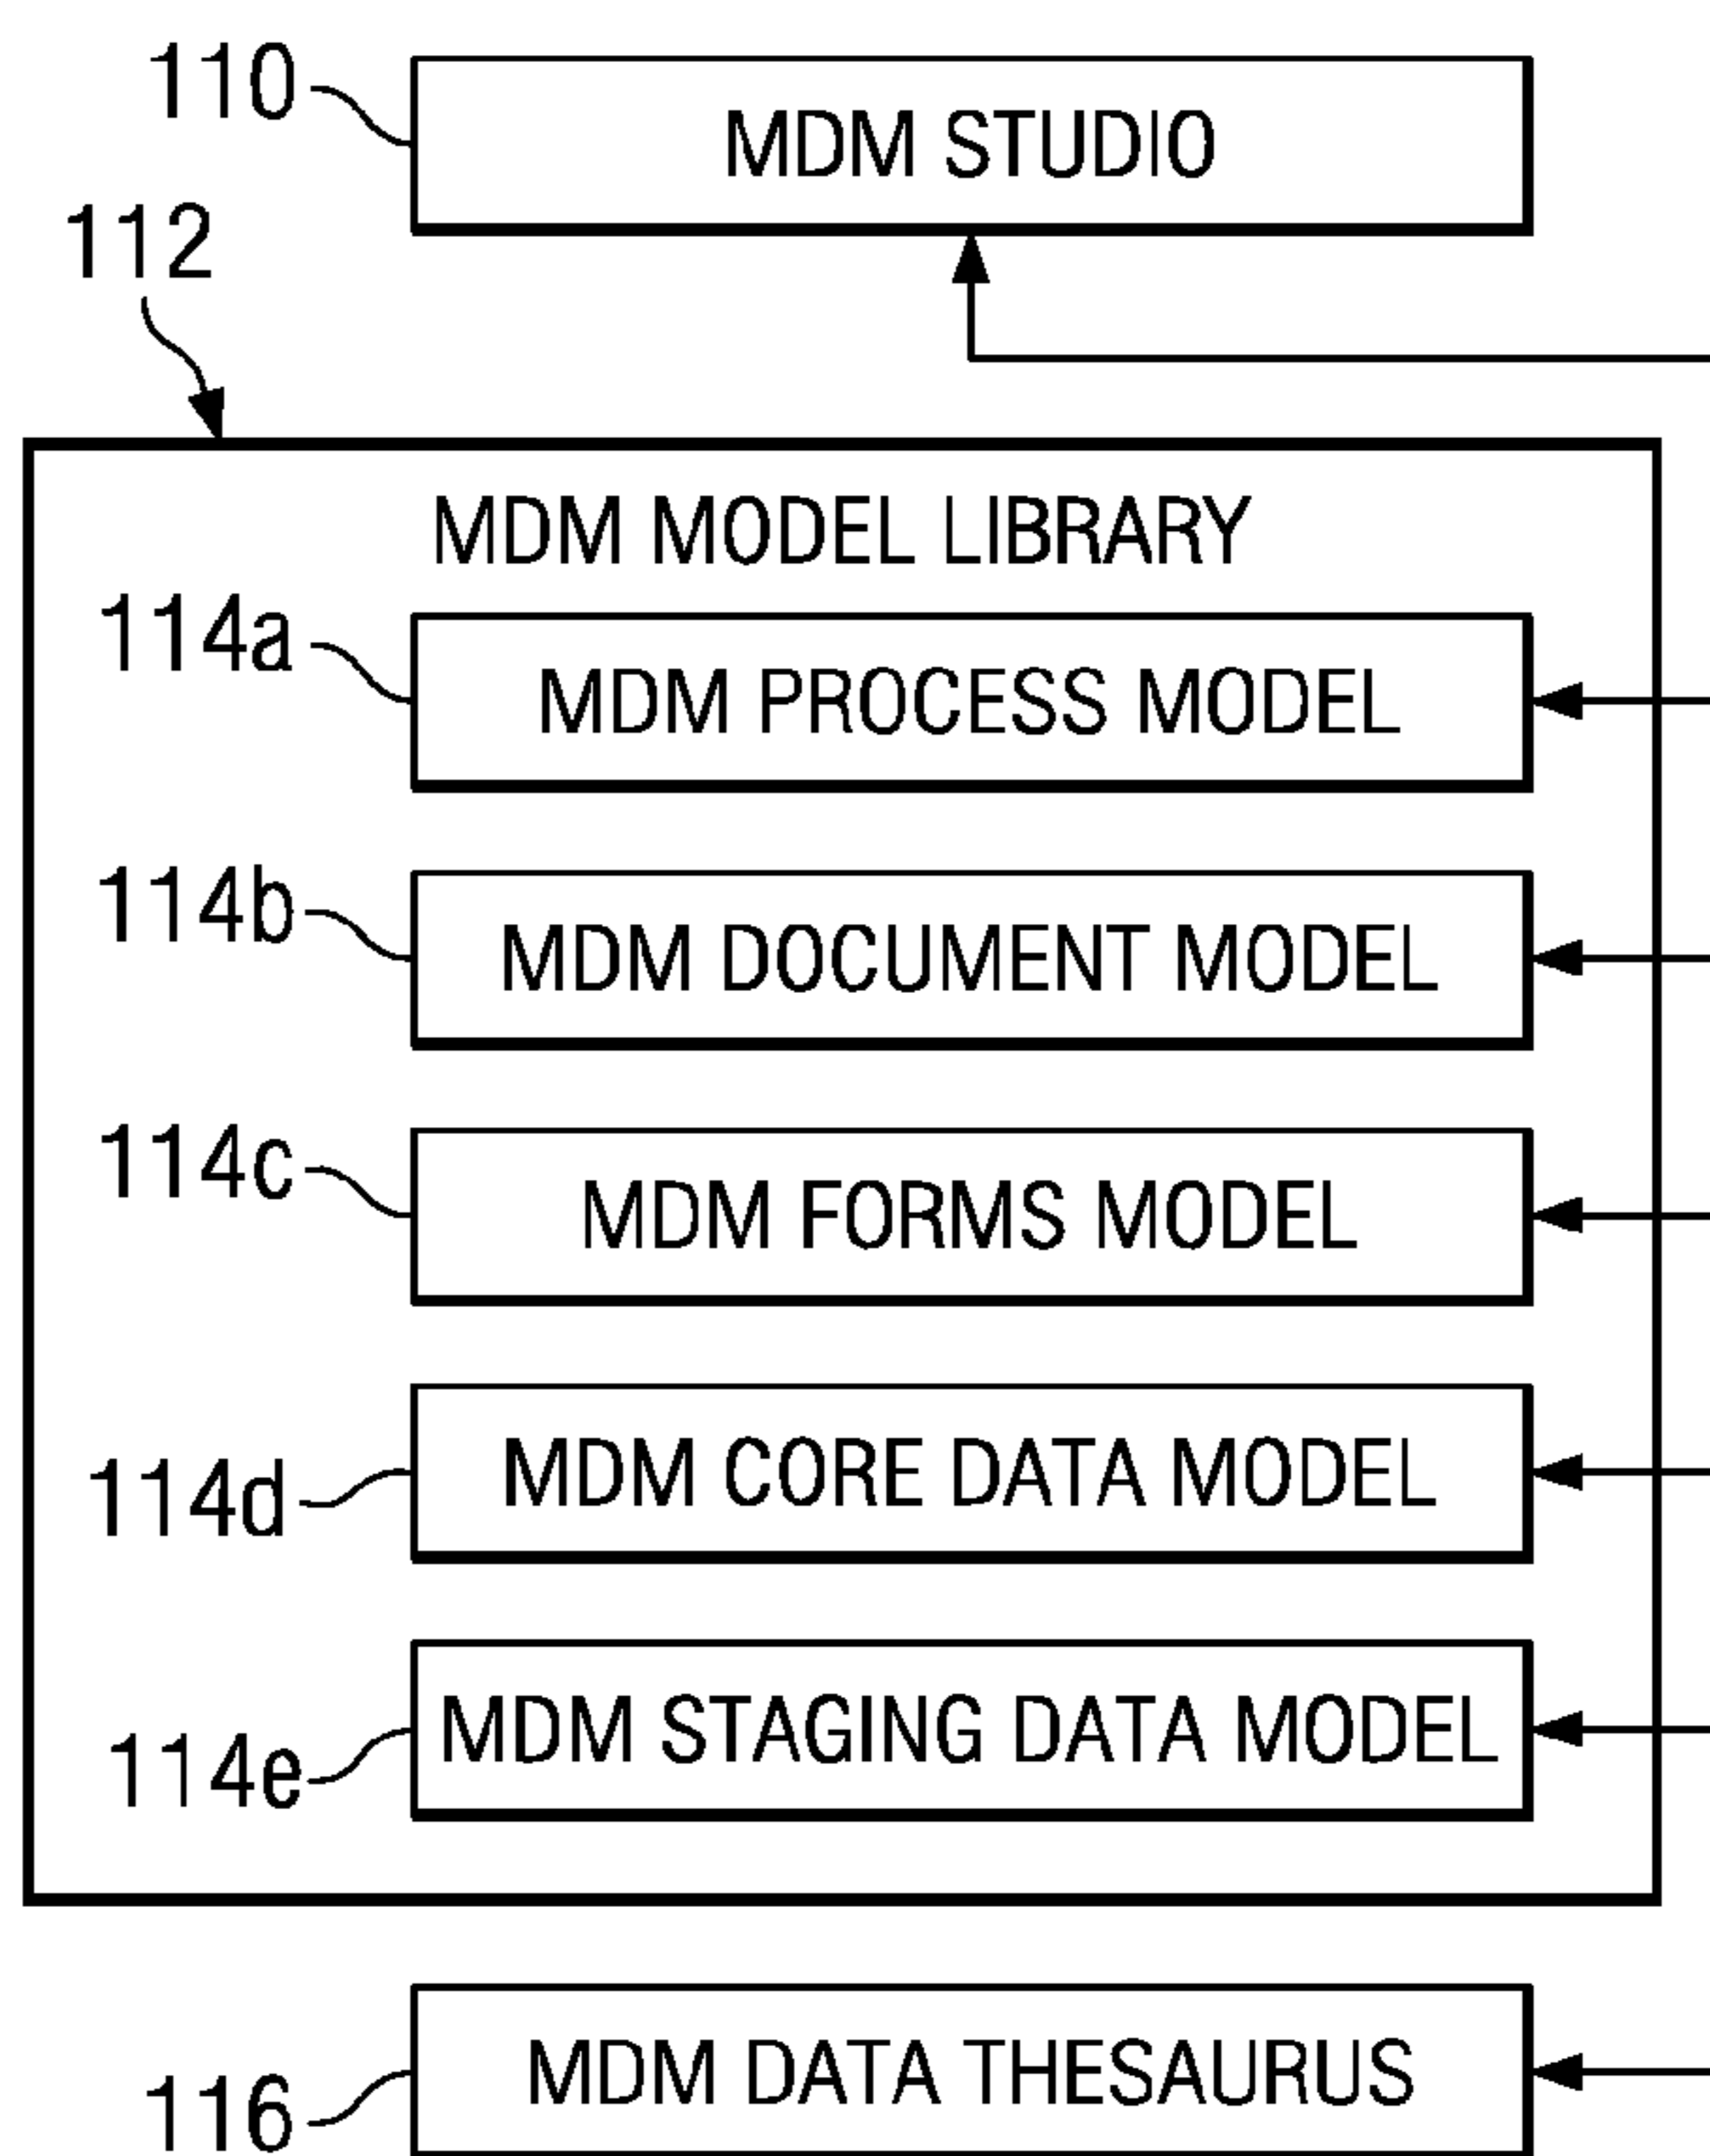 110
MDM STUDIO
112
MDM MODEL LIBRARY
114a
MDM PROCESS MODEL
114b
MDM DOCUMENT MODEL
114c
MDM FORMS MODEL
114d
MDM CORE DATA MODEL
114e
MDM STAGING DATA MODEL
116
MDM DATA THESAURUS